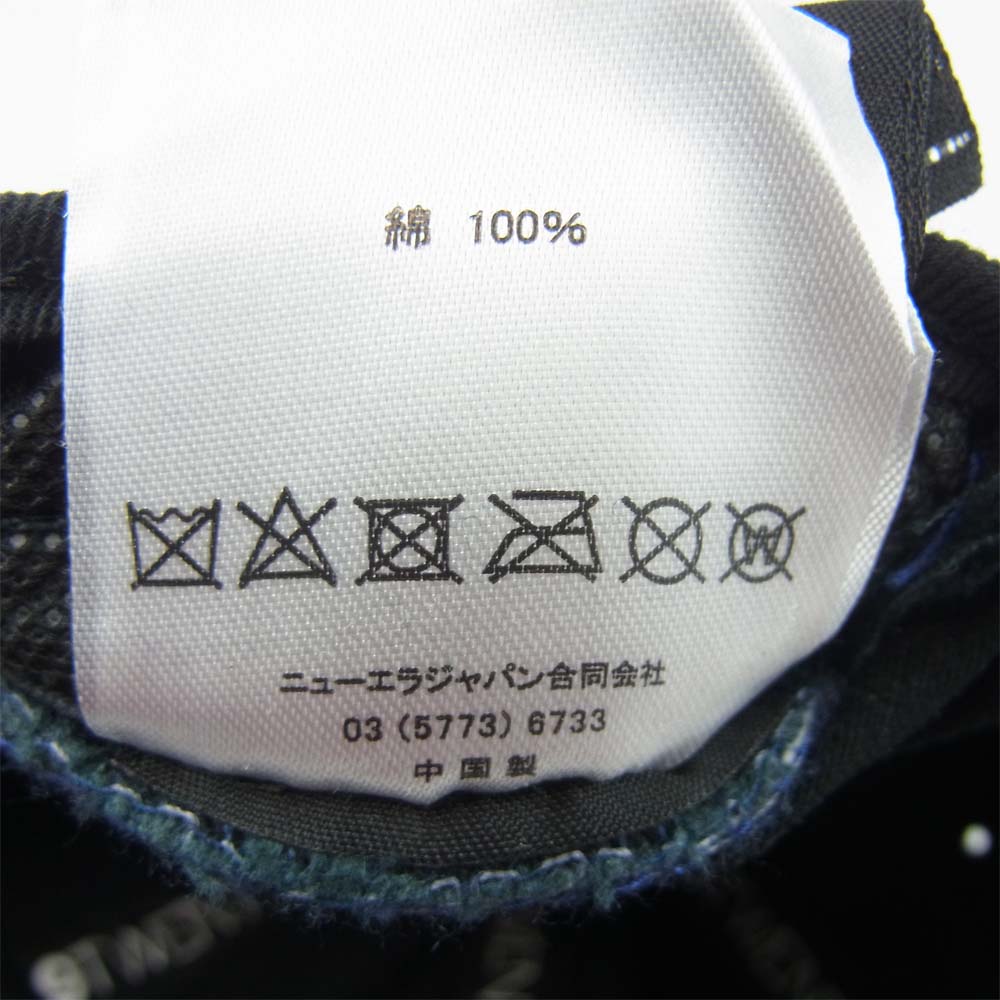 綿 100%
W
ニューエラジャパン合同会社
03 (5773) 6733
中国製